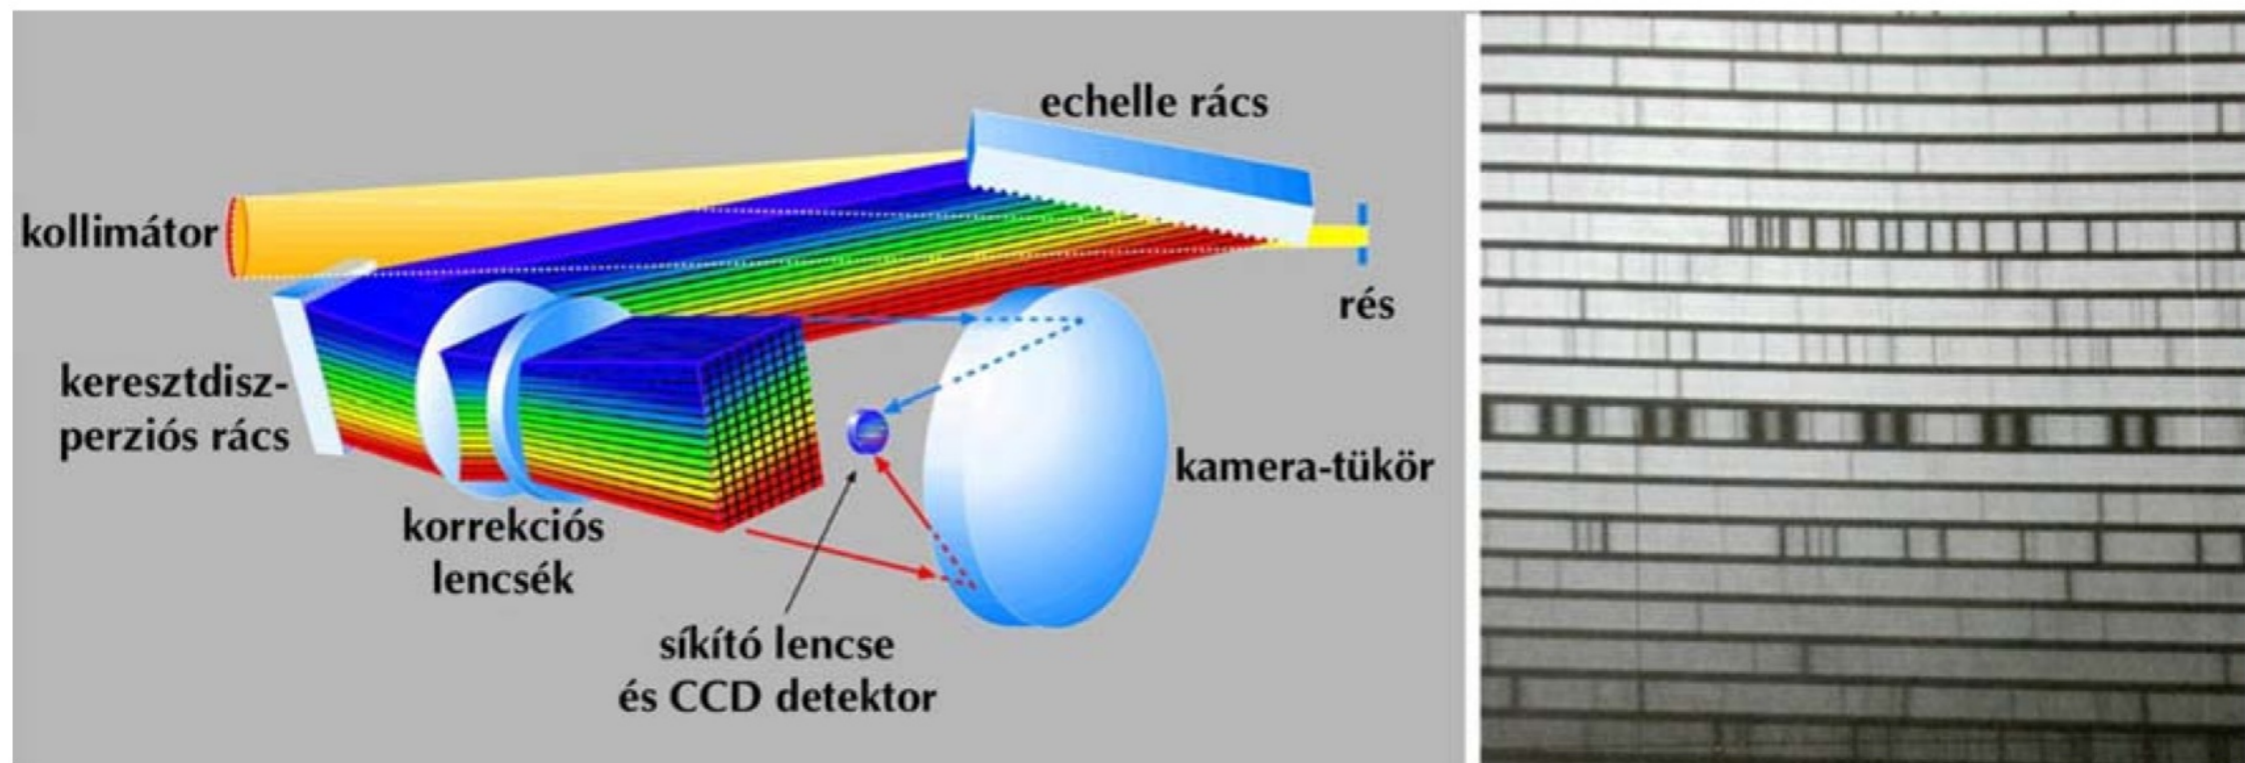 echelle rács
kollimátor
rés
keresztdisz-
perziós rács
kamera-tükör
korrekciós
lencsék
síkító lencse
és CCD detektor